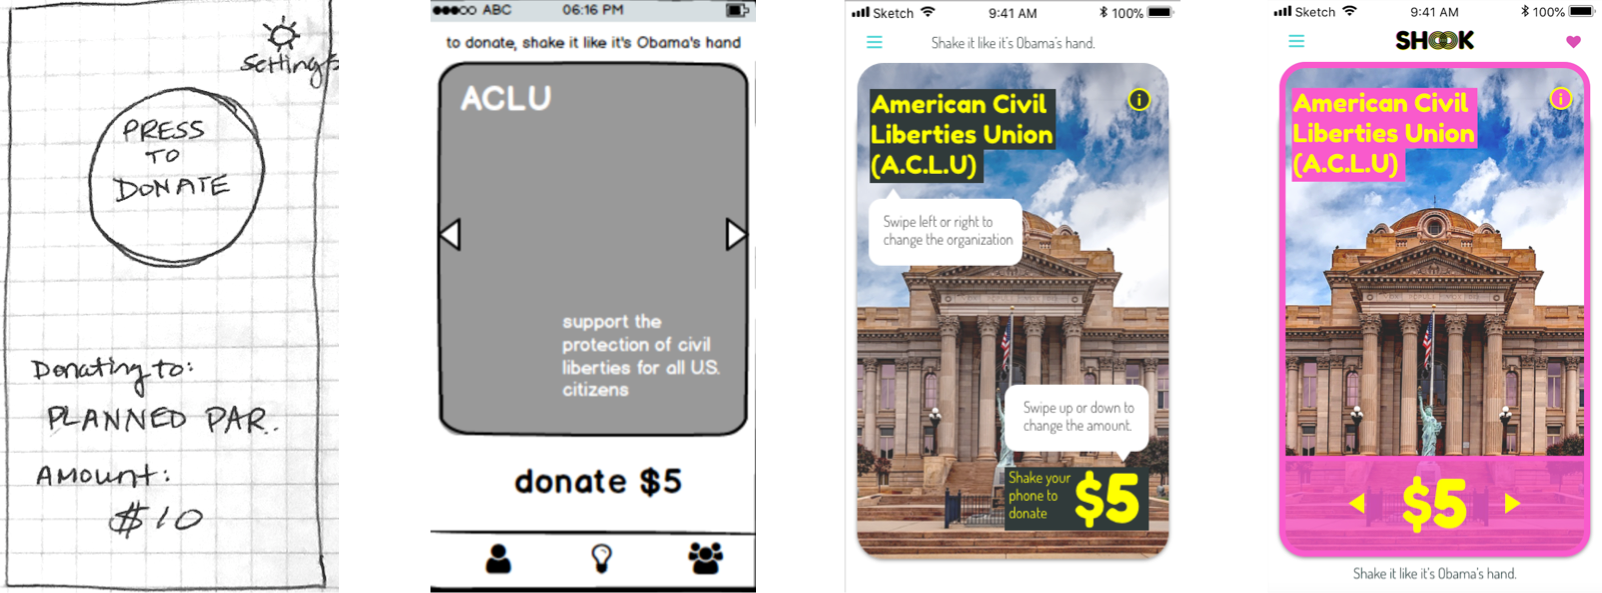 Settings
PRESS
TO
DONATE
Donating to:
PLANNED PAR.
AMOUNT:
$10
ABC 06:16 PM
to donate, shake it like it's Obama's hand
ACLU
support the
protection of civil
liberties for all U.S.
citizens
donate $5
Sketch 9:41 AM 100%
Shake it like it's Obama's hand.
American Civil
Liberties Union
(A.C.L.U)
i
Swipe left or right to
change the organization
Swipe up or down to
change the amount.
Shake your
phone to
donate
$5
Sketch 9:41 AM 100%
SHOOK
American Civil
Liberties Union
(A.C.L.U)
i
$5
Shake it like it's Obama's hand.